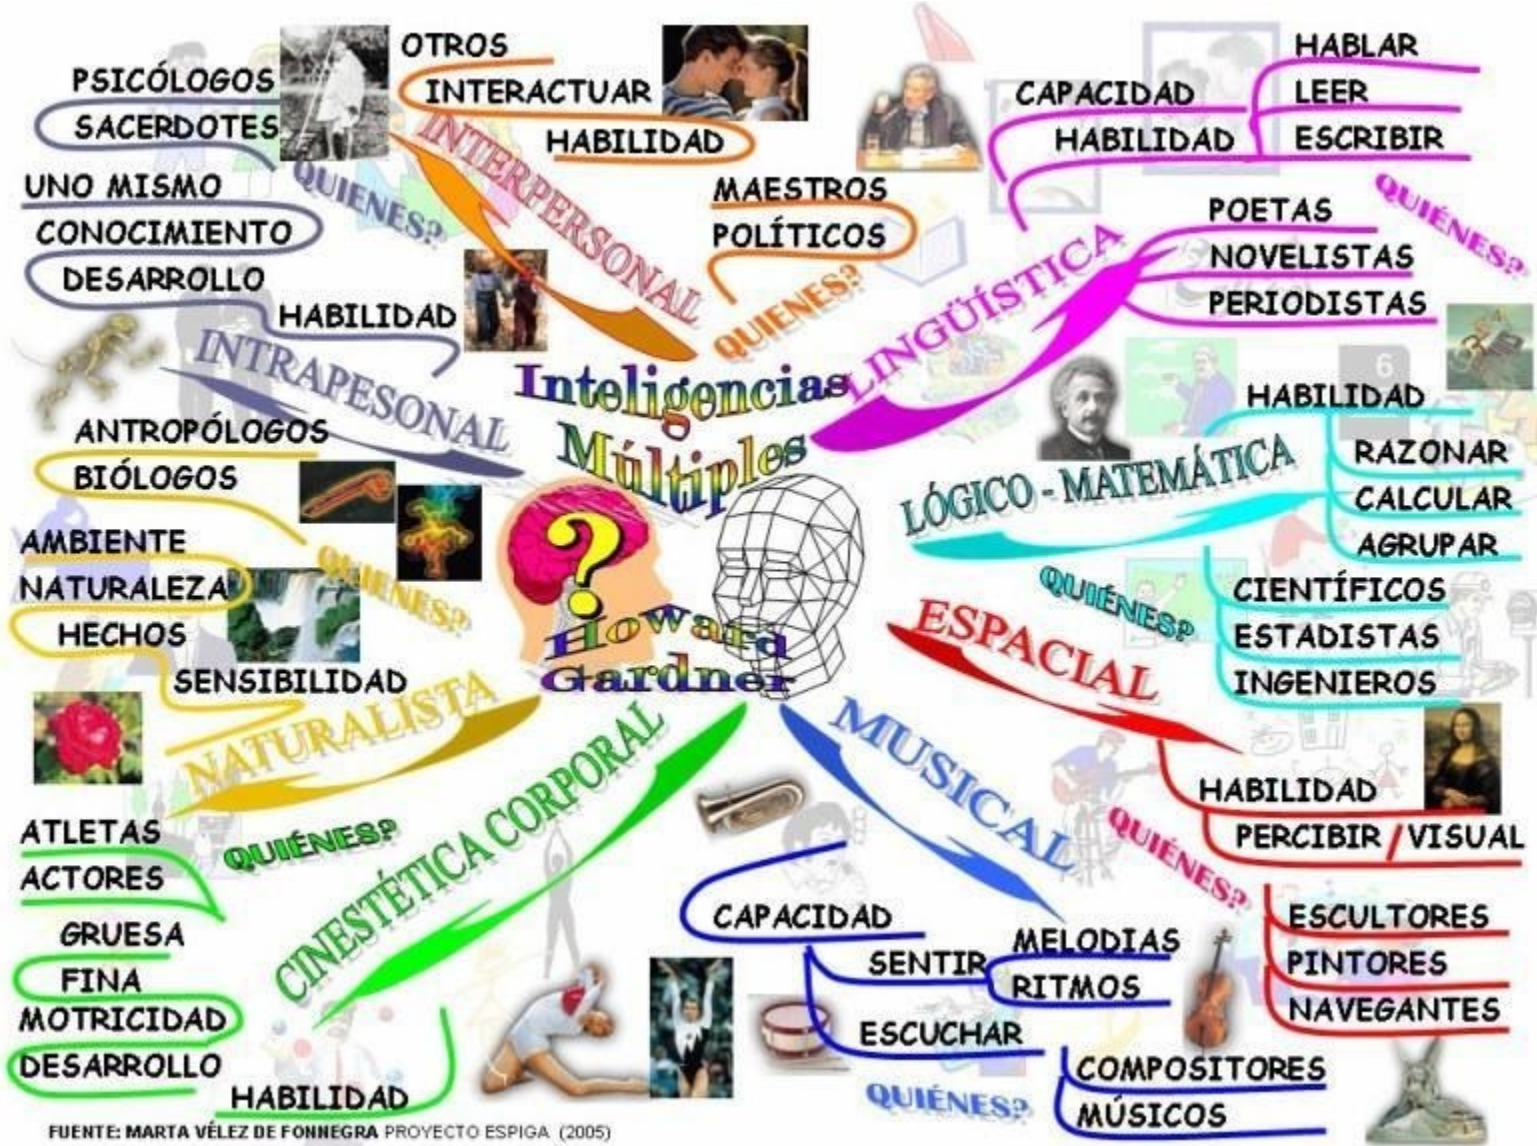 Inteligencias
Múltiples
Howard
Gardner
LINGÜÍSTICA
CAPACIDAD
HABILIDAD
HABLAR
LEER
ESCRIBIR
QUIÉNES?
POETAS
NOVELISTAS
PERIODISTAS
LÓGICO - MATEMÁTICA
HABILIDAD
RAZONAR
CALCULAR
AGRUPAR
QUIÉNES?
CIENTÍFICOS
ESTADISTAS
INGENIEROS
6
ESPACIAL
HABILIDAD
PERCIBIR / VISUAL
QUIÉNES?
ESCULTORES
PINTORES
NAVEGANTES
MUSICAL
CAPACIDAD
SENTIR
MELODIAS
RITMOS
ESCUCHAR
QUIÉNES?
COMPOSITORES
MÚSICOS
CINESTÉTICA CORPORAL
QUIÉNES?
ATLETAS
ACTORES
GRUESA
FINA
MOTRICIDAD
DESARROLLO
HABILIDAD
NATURALISTA
SENSIBILIDAD
HECHOS
NATURALEZA
AMBIENTE
QUIENES?
ANTROPÓLOGOS
BIÓLOGOS
INTRAPESONAL
HABILIDAD
DESARROLLO
CONOCIMIENTO
UNO MISMO
QUIENES?
PSICÓLOGOS
SACERDOTES
INTERPERSONAL
OTROS
INTERACTUAR
HABILIDAD
QUIENES?
MAESTROS
POLÍTICOS
?
FUENTE: MARTA VÉLEZ DE FONNEGRA PROYECTO ESPIGA (2005)